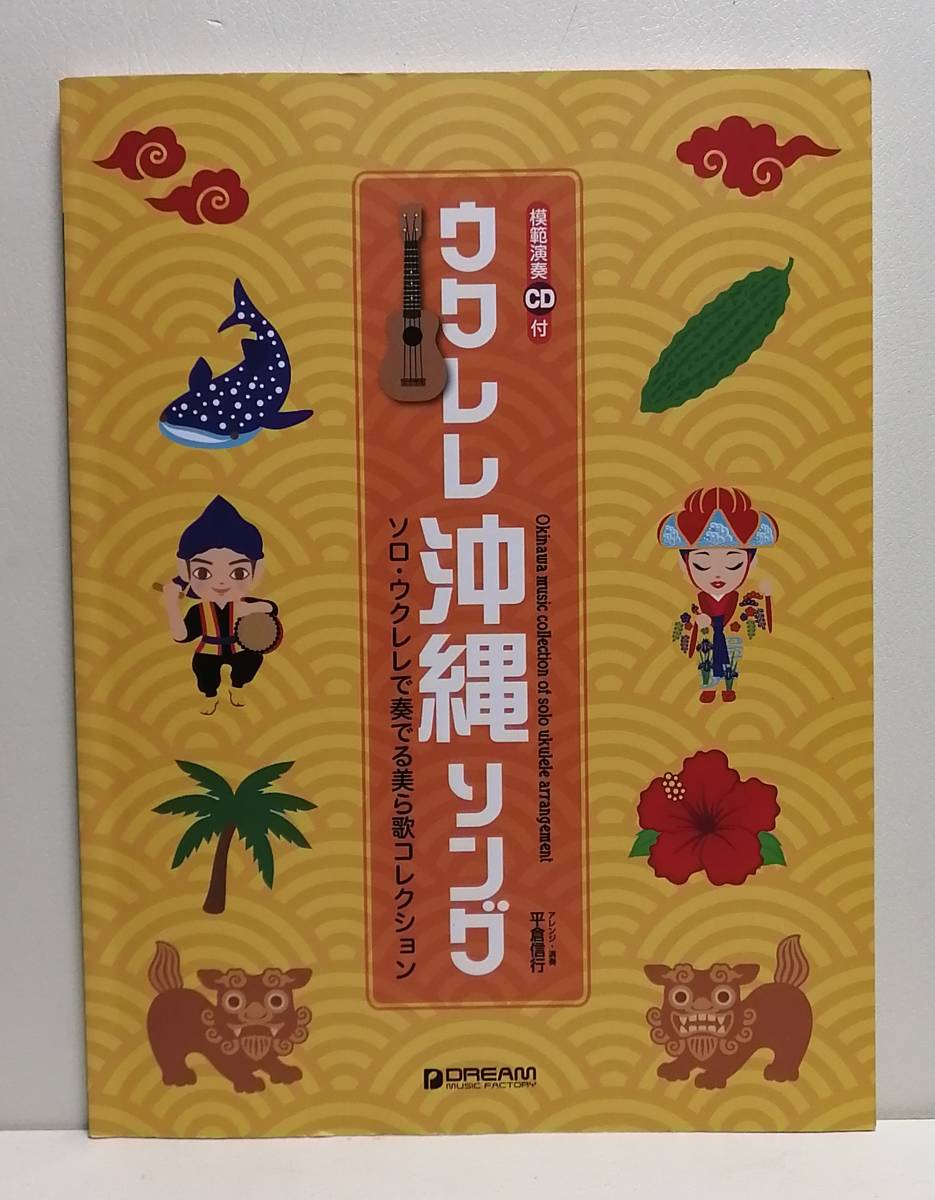 模範演奏CD付
ウクレレ沖縄ソング
Okinawa music collection of solo ukulele arrangement
ソロ・ウクレレで奏でる美ら歌コレクション
アレンジ・演奏
平倉信行
DREAM
MUSIC FACTORY